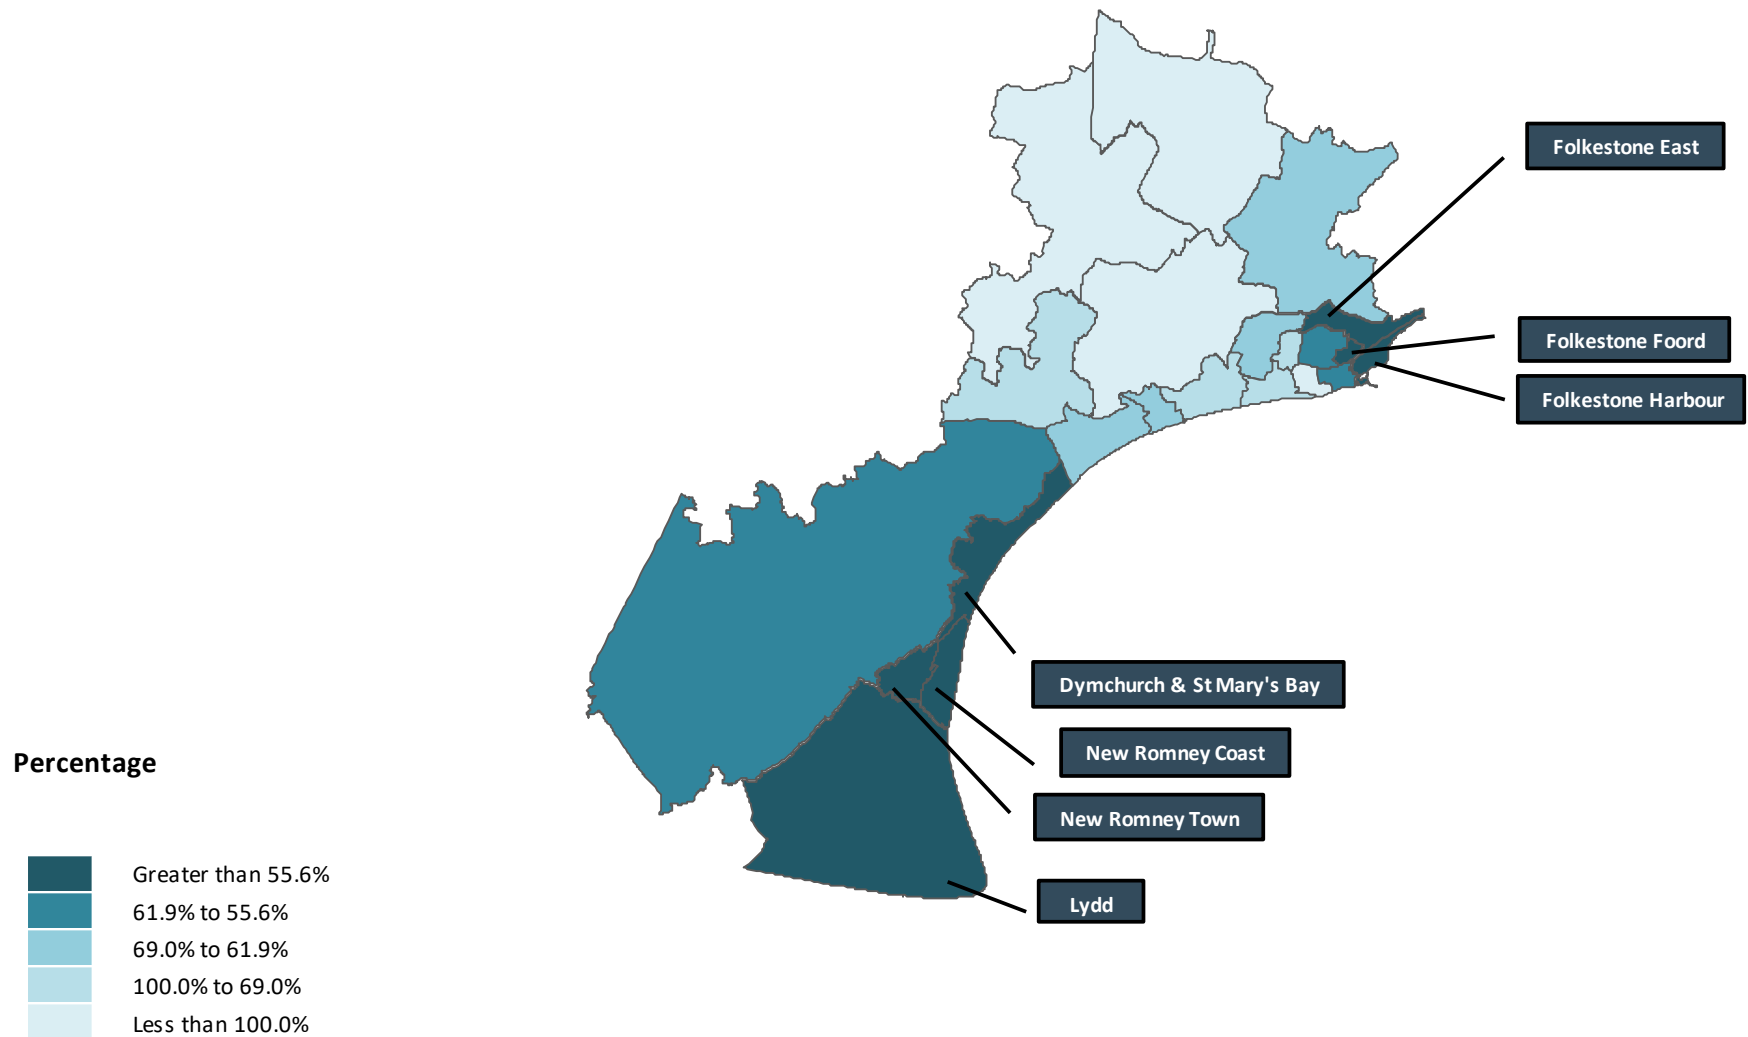 Folkestone East
Folkestone Foord
Folkestone Harbour
Dymchurch & St Mary's Bay
New Romney Coast
New Romney Town
Lydd
Percentage
Greater than 55.6%
61.9% to 55.6%
69.0% to 61.9%
100.0% to 69.0%
Less than 100.0%